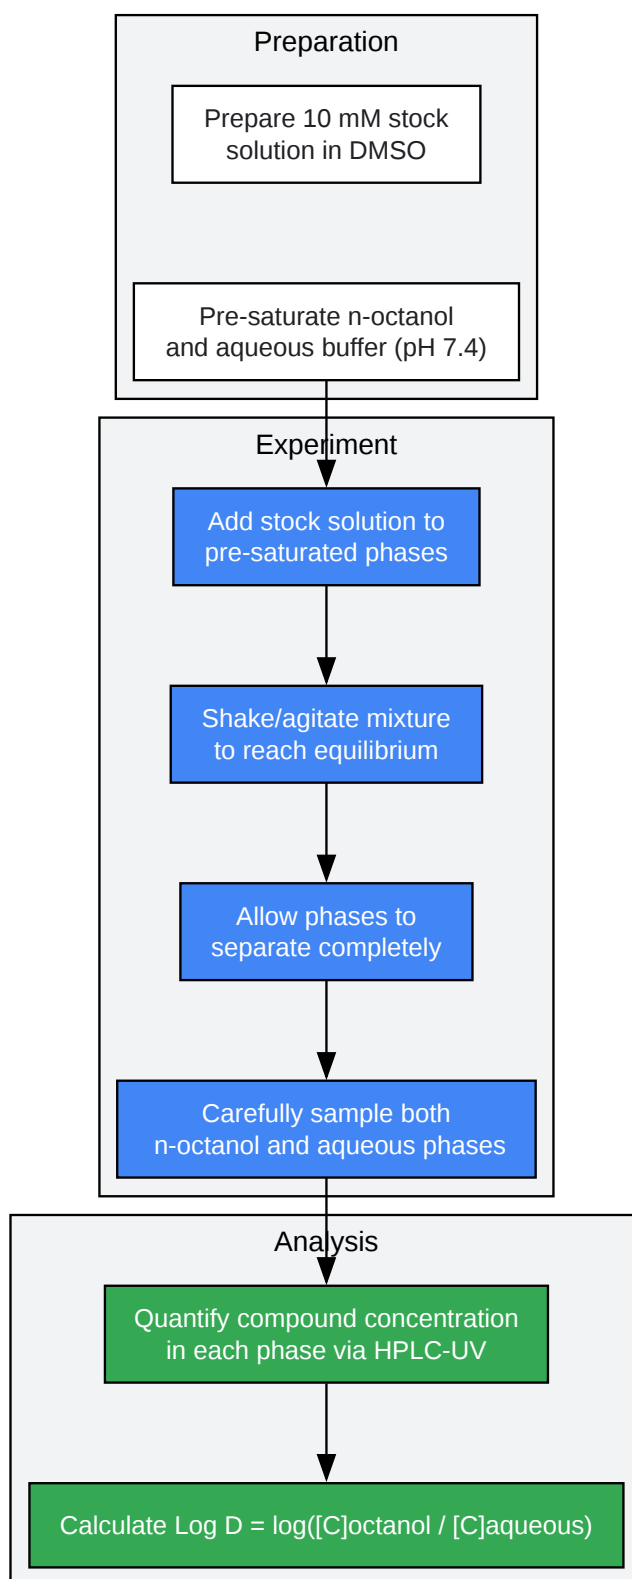 Preparation
Prepare 10 mM stock
solution in DMSO
Pre-saturate n-octanol
and aqueous buffer (pH 7.4)
Experiment
Add stock solution to
pre-saturated phases
Shake/agitate mixture
to reach equilibrium
Allow phases to
separate completely
Carefully sample both
n-octanol and aqueous phases
Analysis
Quantify compound concentration
in each phase via HPLC-UV
Calculate Log D = log([C]octanol / [C]aqueous)